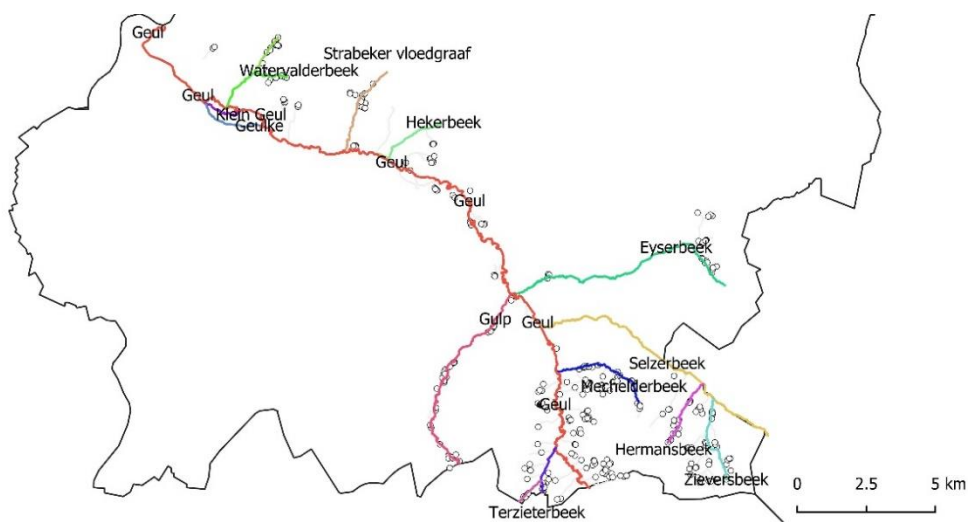 Geul
Strabeker vloedgraaf
Watervalderbeek
Geul
Klein Geul
Geulke
Hekerbeek
Geul
Geul
Eyserbeek
Gulp
Geul
Selzerbeek
Mechelderbeek
Geul
Hermansbeek
Zieversbeek
Terzieterbeek
0 2.5 5 km